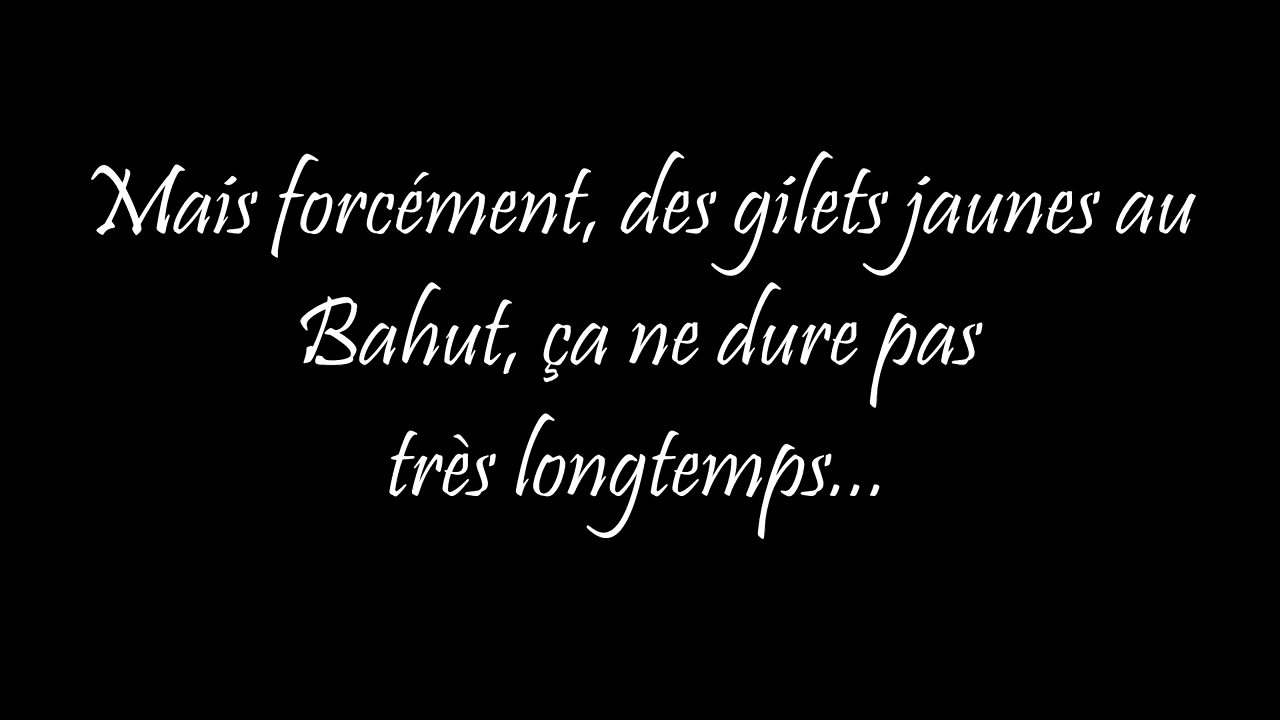 Mais forcément, des gilets jaunes au
Bahut, ça ne dure pas
très longtemps...